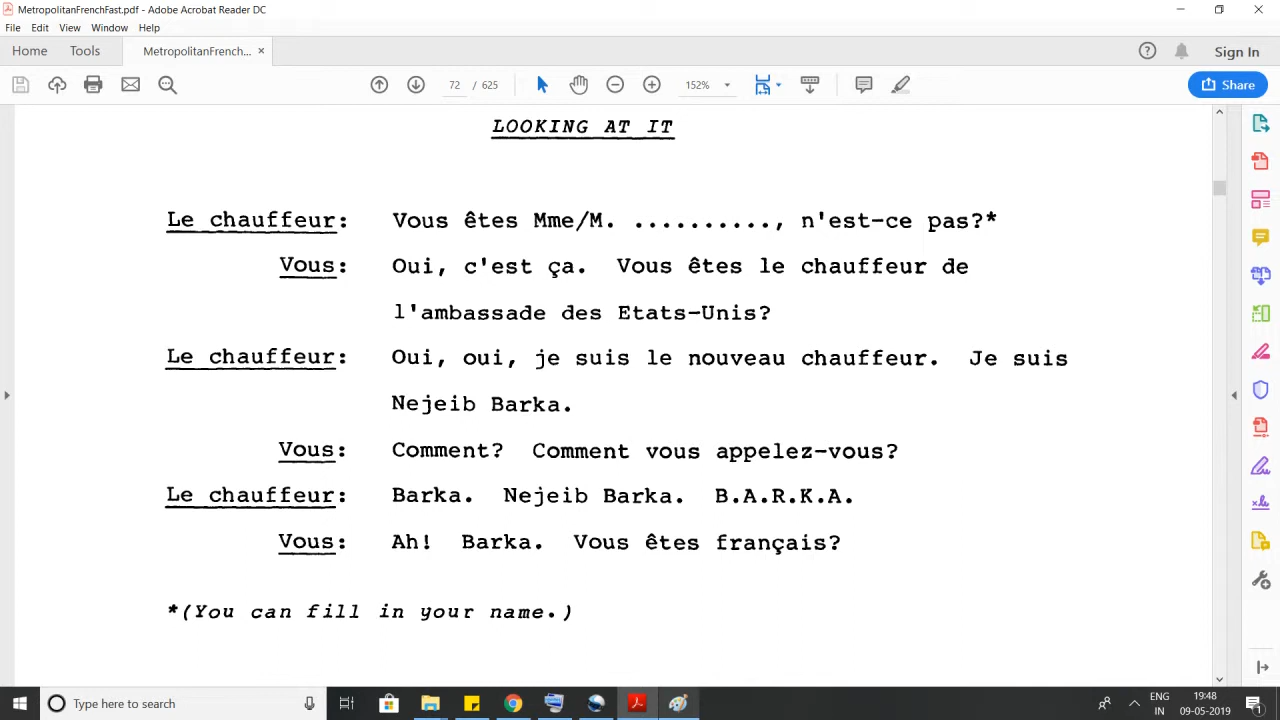 MetropolitanFrenchFast.pdf - Adobe Acrobat Reader DC
File Edit View Window Help
Home Tools MetropolitanFrench... × Sign In
72 / 625 152% Share
LOOKING AT IT
Le chauffeur: Vous êtes Mme/M. .........., n'est-ce pas?*
Vous: Oui, c'est ça. Vous êtes le chauffeur de
l'ambassade des Etats-Unis?
Le chauffeur: Oui, oui, je suis le nouveau chauffeur. Je suis
Nejeib Barka.
Vous: Comment? Comment vous appelez-vous?
Le chauffeur: Barka. Nejeib Barka. B.A.R.K.A.
Vous: Ah! Barka. Vous êtes français?
*(You can fill in your name.)
Type here to search
ENG 19:48
IN 09-05-2019 1